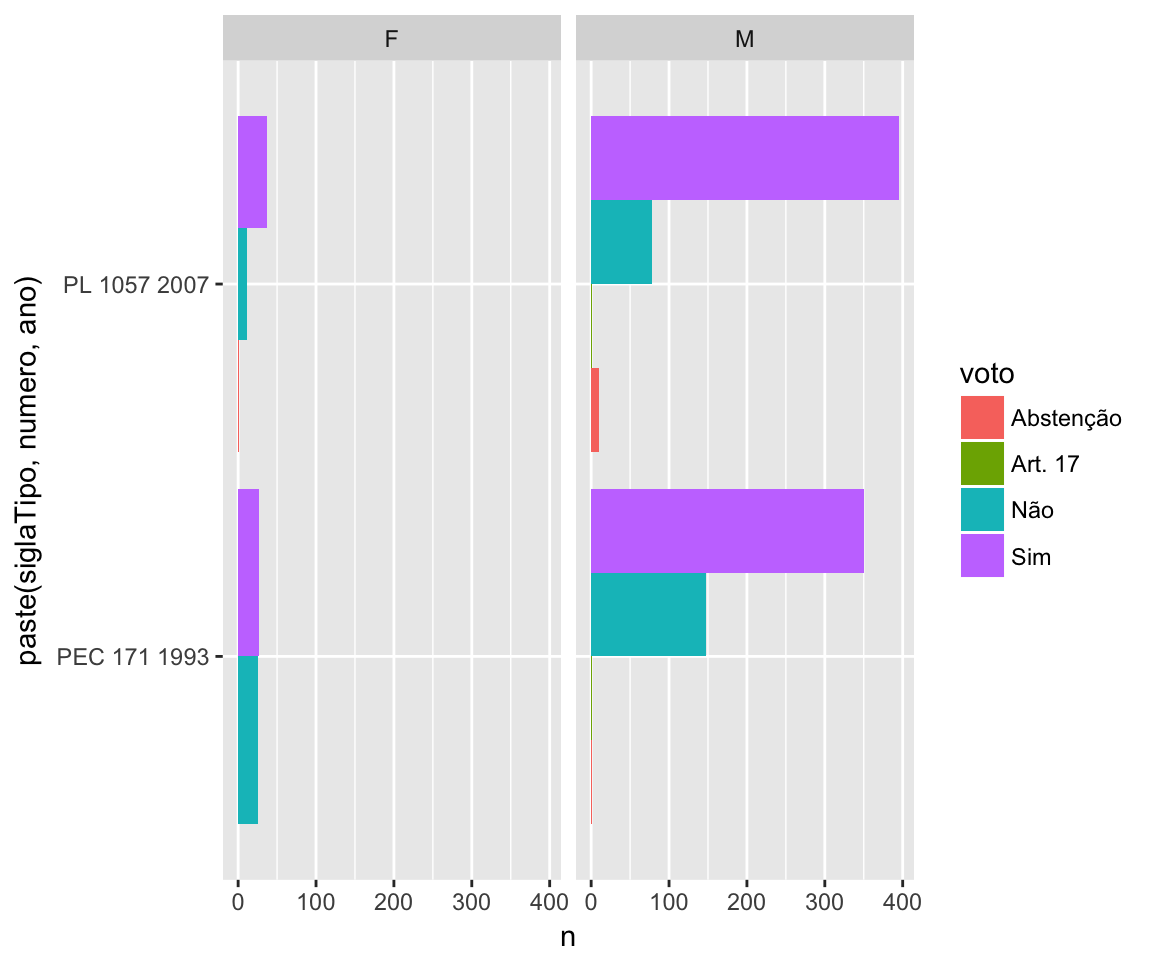 F
M
paste(siglaTipo, numero, ano)
PL 1057 2007
PEC 171 1993
0 100 200 300 400
0 100 200 300 400
n
voto
Abstenção
Art. 17
Não
Sim